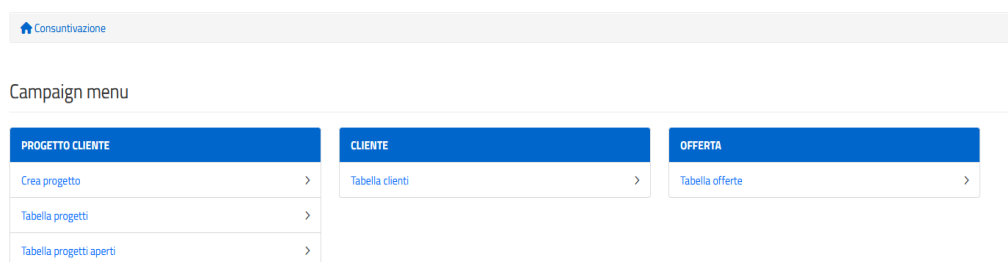 Consuntivazione
Campaign menu
PROGETTO CLIENTE
Crea progetto
Tabella progetti
Tabella progetti aperti
CLIENTE
Tabella clienti
OFFERTA
Tabella offerte